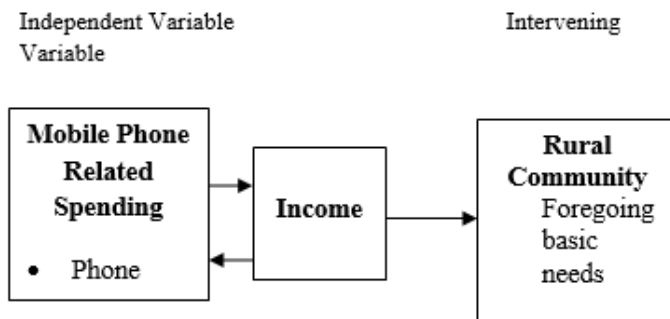 Independent Variable Intervening
Variable
Mobile Phone
Related
Spending
• Phone
Income
Rural
Community
Foregoing
basic
needs